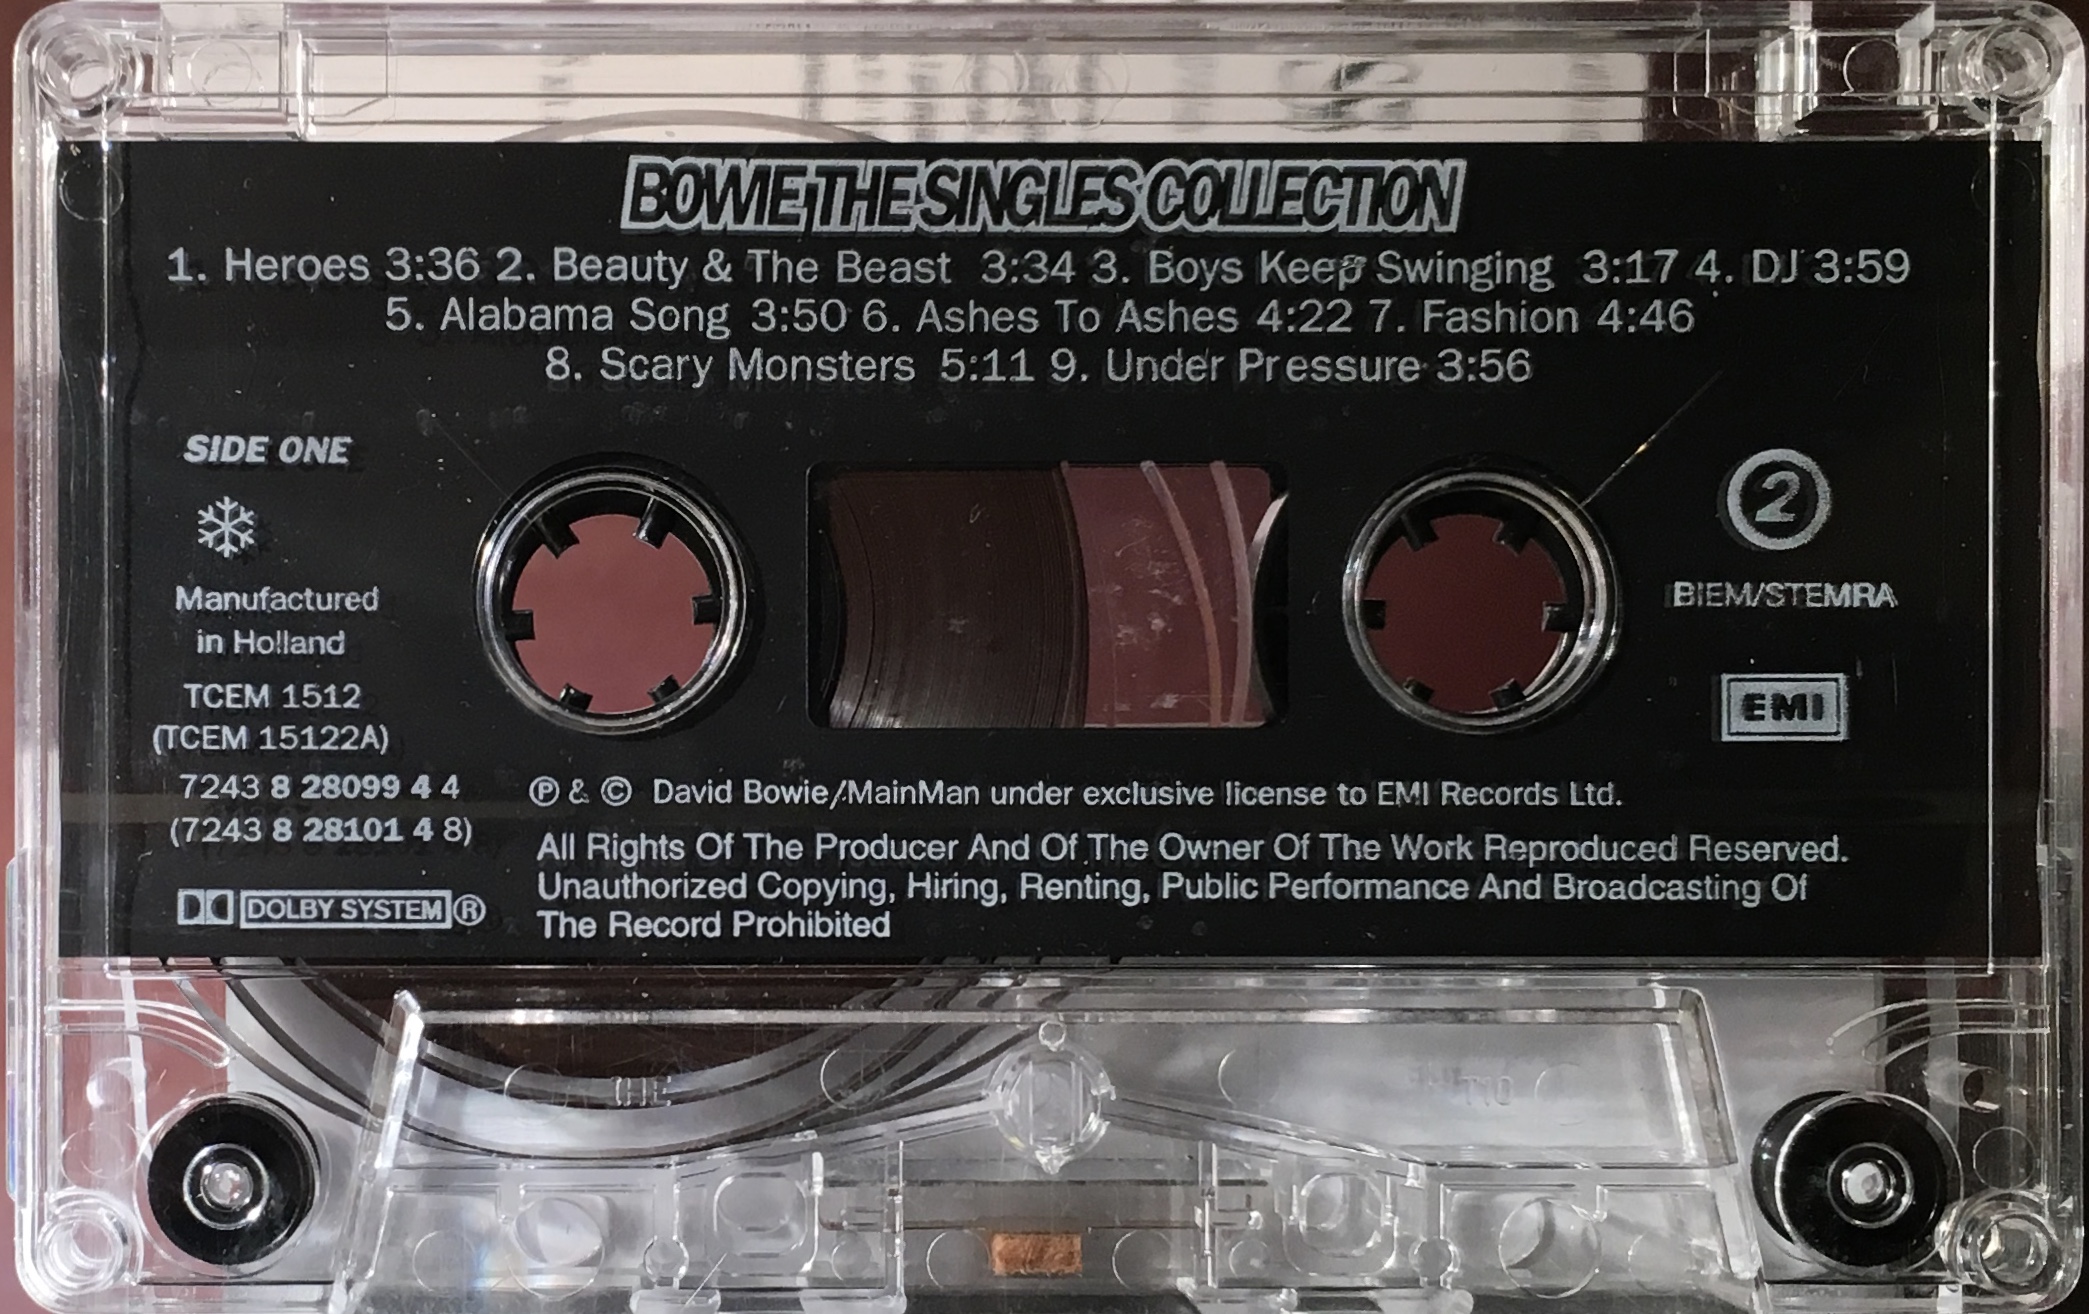 BOWIE THE SINGLES COLLECTION
1. Heroes 3:36 2. Beauty & The Beast 3:34 3. Boys Keep Swinging 3:17 4. DJ 3:59
5. Alabama Song 3:50 6. Ashes To Ashes 4:22 7. Fashion 4:46
8. Scary Monsters 5:11 9. Under Pressure 3:56
SIDE ONE
2
Manufactured
in Holland
BIEM/STEMRA
TCEM 1512
(TCEM 15122A)
EMI
7243 8 28099 4 4
(7243 8 28101 4 8)
℗ & © David Bowie/MainMan under exclusive license to EMI Records Ltd.
All Rights Of The Producer And Of The Owner Of The Work Reproduced Reserved.
Unauthorized Copying, Hiring, Renting, Public Performance And Broadcasting Of
The Record Prohibited
DOLBY SYSTEM®